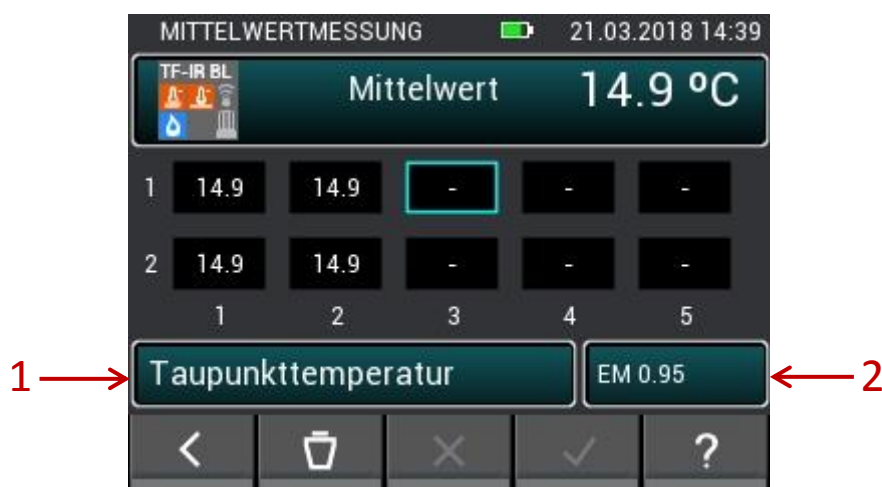 MITTELWERTMESSUNG 21.03.2018 14:39
TF-IR BL Mittelwert 14.9 ºC
1 14.9 14.9 - - -
2 14.9 14.9 - - -
1 2 3 4 5
1 Taupunkttemperatur EM 0.95 2
?